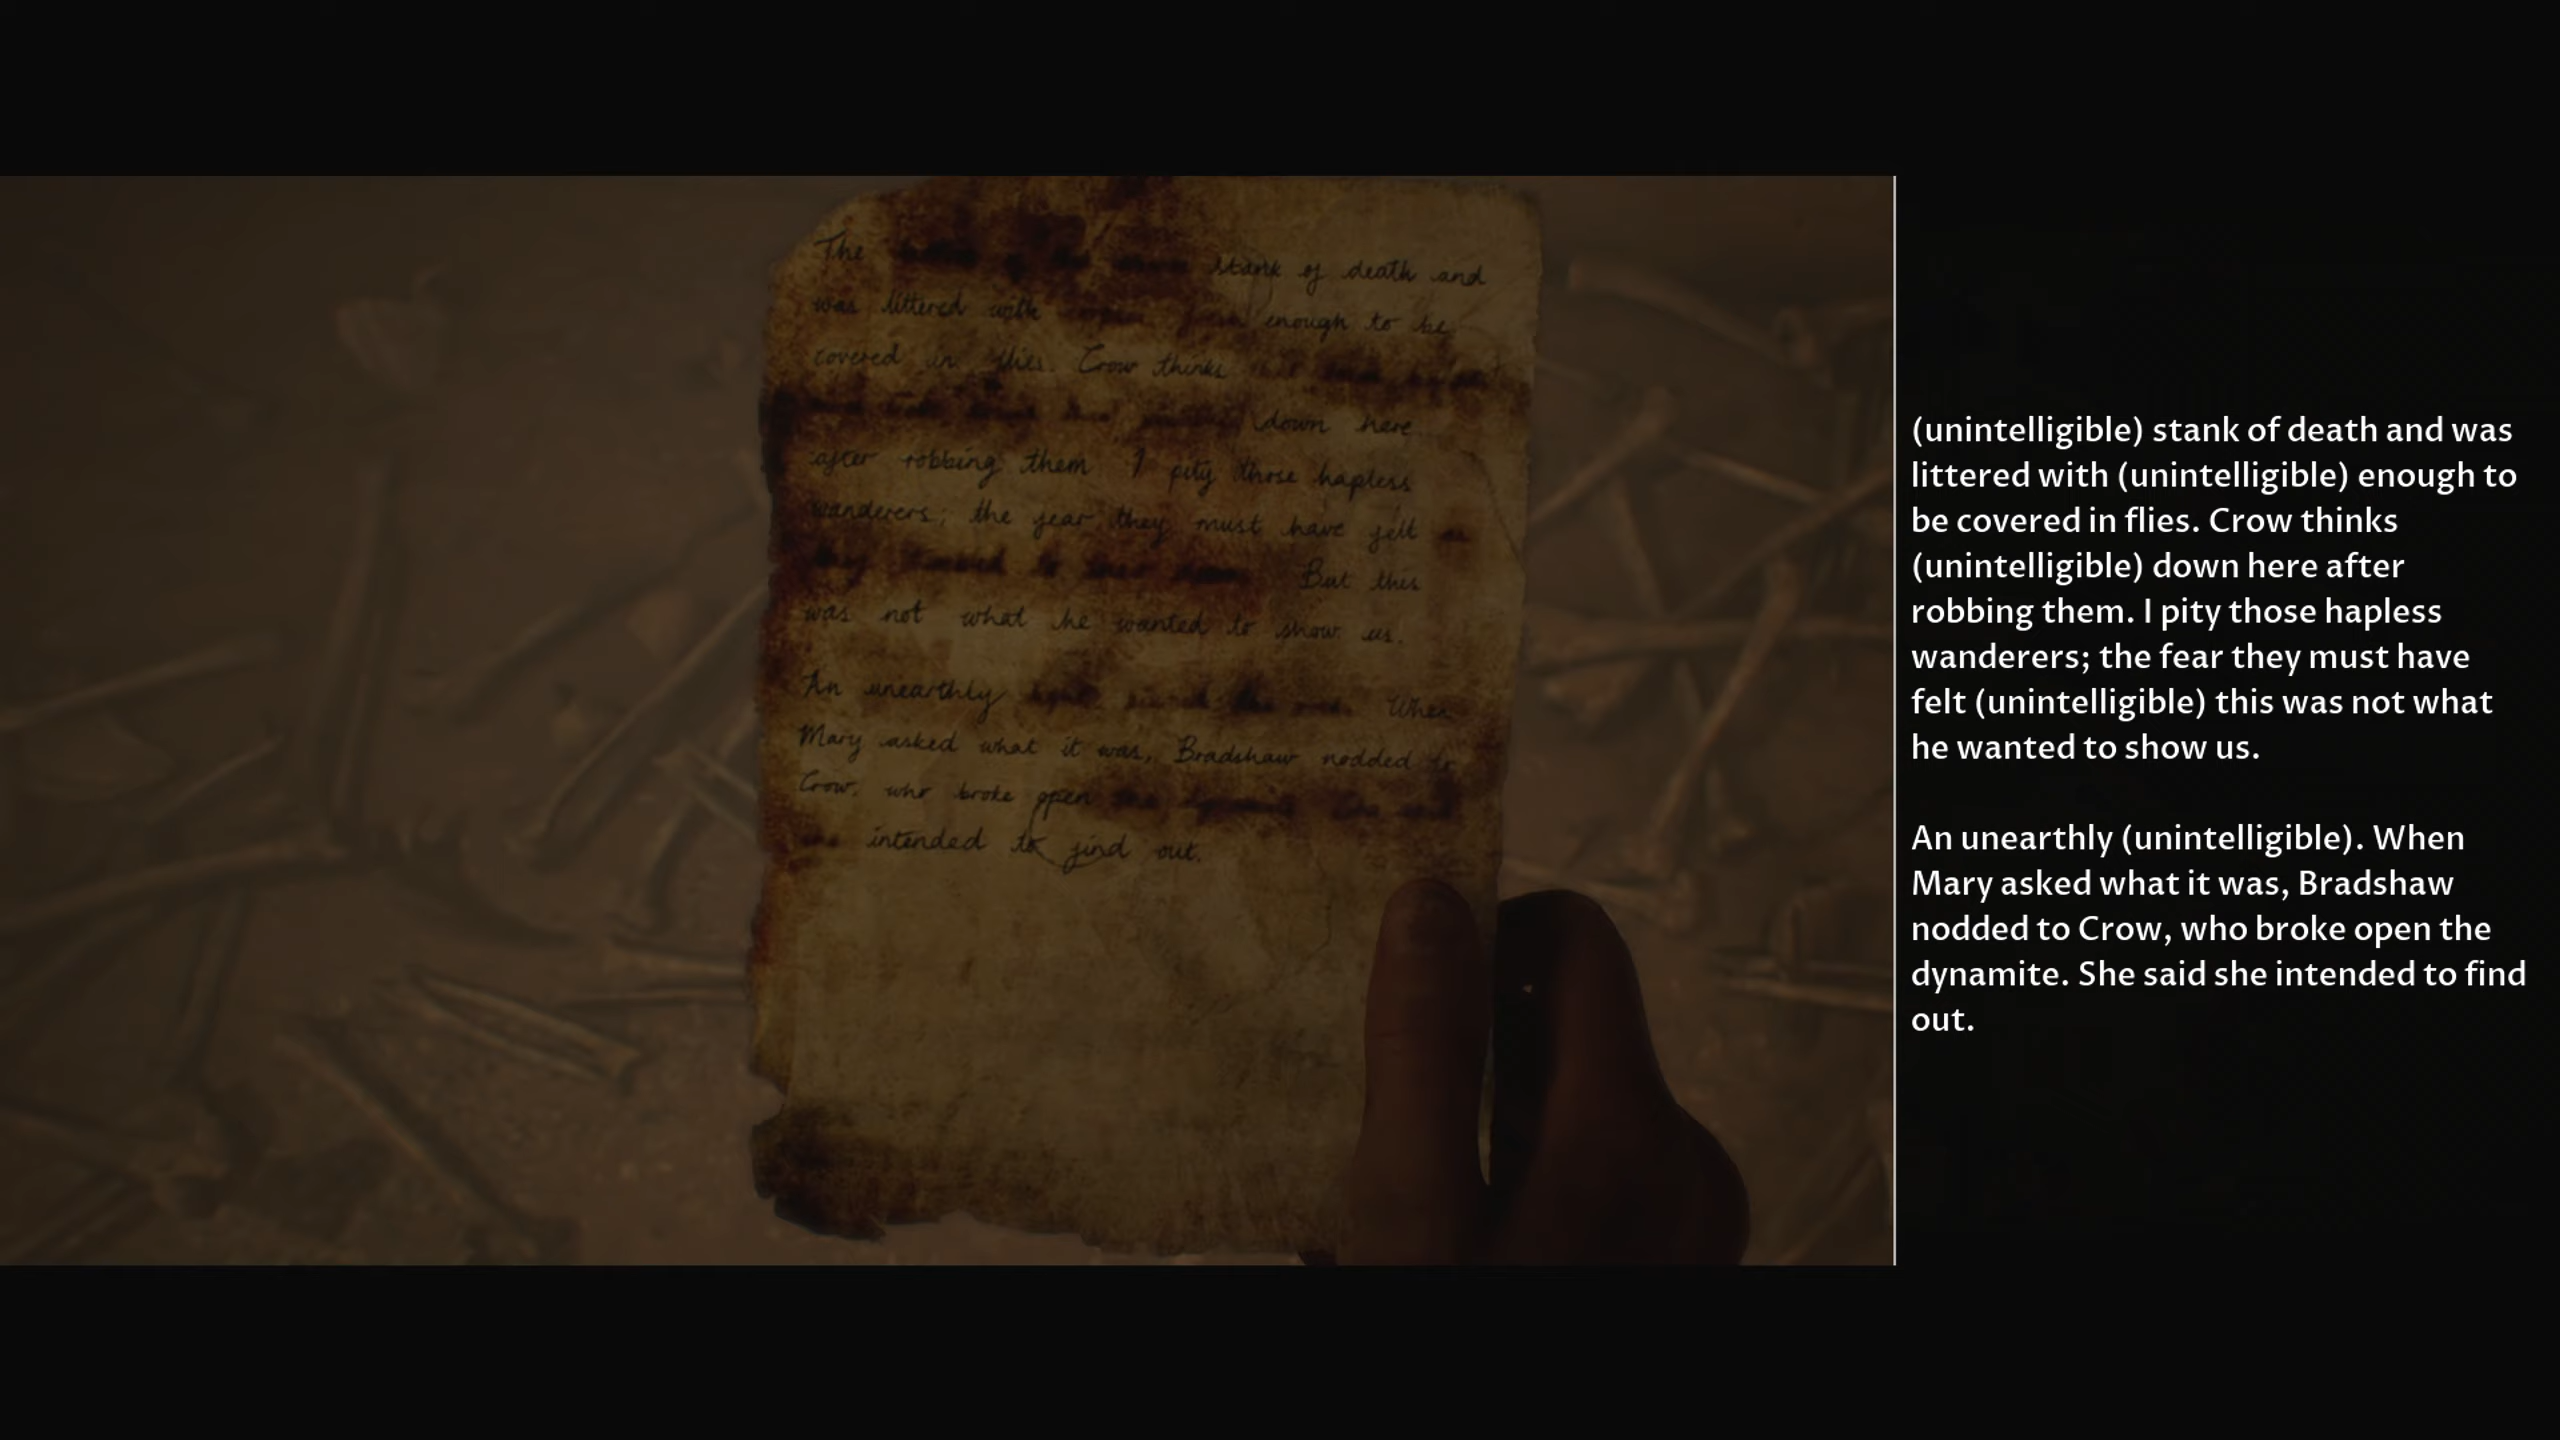 The
stank of death and
was littered with
enough to be
covered in flies. Crow thinks
down here
after robbing them I pity those hapless
wanderers; the fear they must have felt
But this
was not what he wanted to show us.
An unearthly
When
Mary asked what it was, Bradshaw nodded to
Crow, who broke open
intended to find out.
(unintelligible) stank of death and was
littered with (unintelligible) enough to
be covered in flies. Crow thinks
(unintelligible) down here after
robbing them. I pity those hapless
wanderers; the fear they must have
felt (unintelligible) this was not what
he wanted to show us.
An unearthly (unintelligible). When
Mary asked what it was, Bradshaw
nodded to Crow, who broke open the
dynamite. She said she intended to find
out.